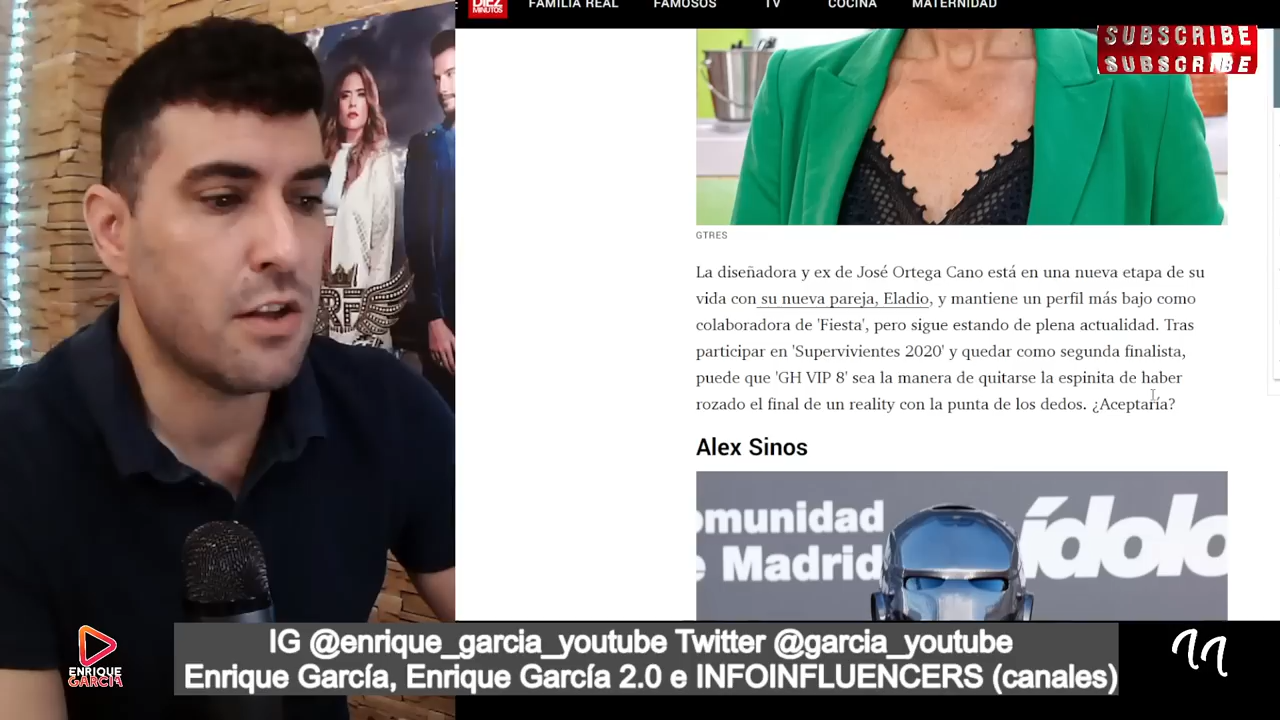 DIEZ
MINUTOS
FAMILIA REAL
FAMOSOS
TV
COCINA
MATERNIDAD
SUBSCRIBE
SUBSCRIBE
GTRES
La diseñadora y ex de José Ortega Cano está en una nueva etapa de su
vida con su nueva pareja, Eladio, y mantiene un perfil más bajo como
colaboradora de 'Fiesta', pero sigue estando de plena actualidad. Tras
participar en 'Supervivientes 2020' y quedar como segunda finalista,
puede que 'GH VIP 8' sea la manera de quitarse la espinita de haber
rozado el final de un reality con la punta de los dedos. ¿Aceptaría?
Alex Sinos
omunidad
e Madrid
ídolo
IG @enrique_garcia_youtube Twitter @garcia_youtube
Enrique García, Enrique García 2.0 e INFOINFLUENCERS (canales)
ENRIQUE
GARCIA